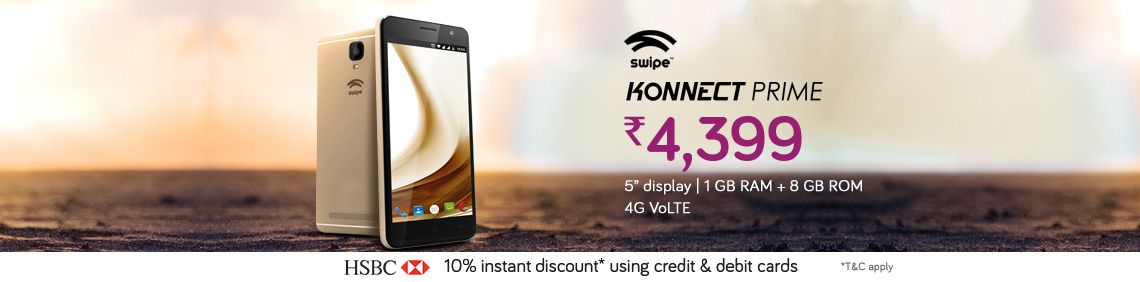 swipe™
KONNECT PRIME
₹4,399
5” display | 1 GB RAM + 8 GB ROM
4G VoLTE
swipe
HSBC 10% instant discount* using credit & debit cards *T&C apply